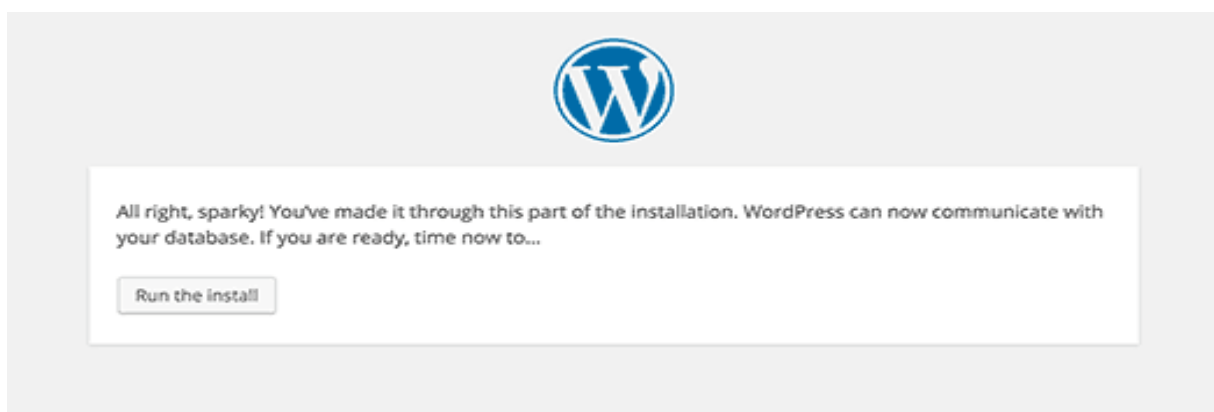 All right, sparky! You've made it through this part of the installation. WordPress can now communicate with
your database. If you are ready, time now to...
Run the install